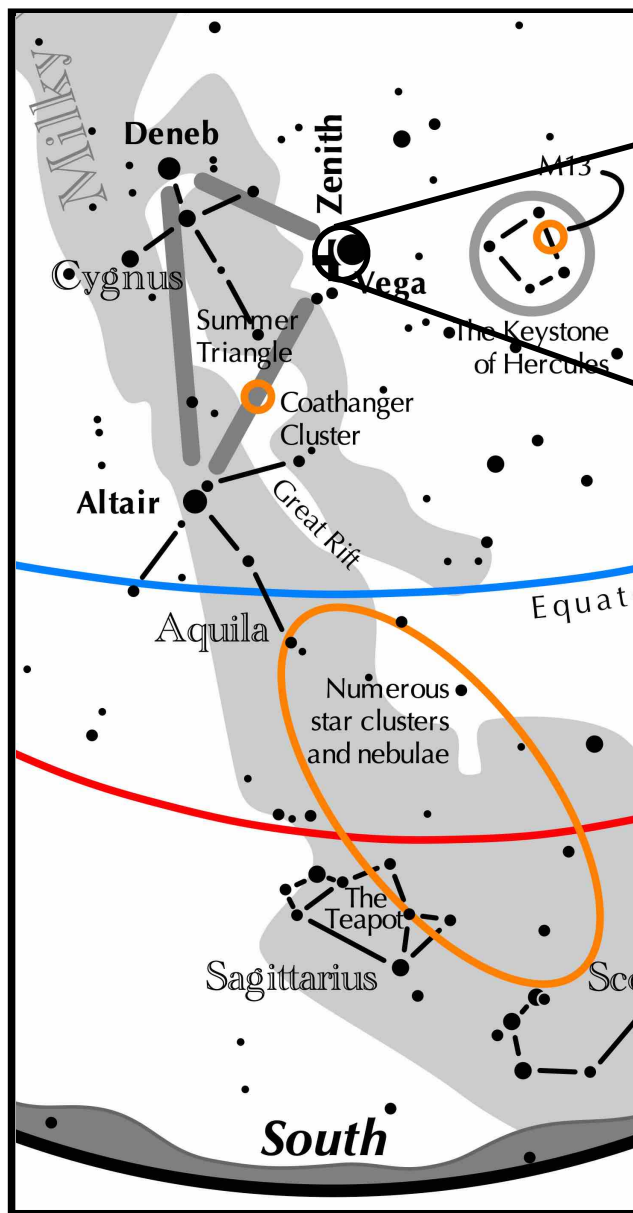 Milky
Deneb
Zenith
M13
Cygnus
Vega
Summer
Triangle
The Keystone
of Hercules
Coathanger
Cluster
Altair
Great Rift
Equat
Aquila
Numerous
star clusters
and nebulae
The
Teapot
Sagittarius
Sco
South